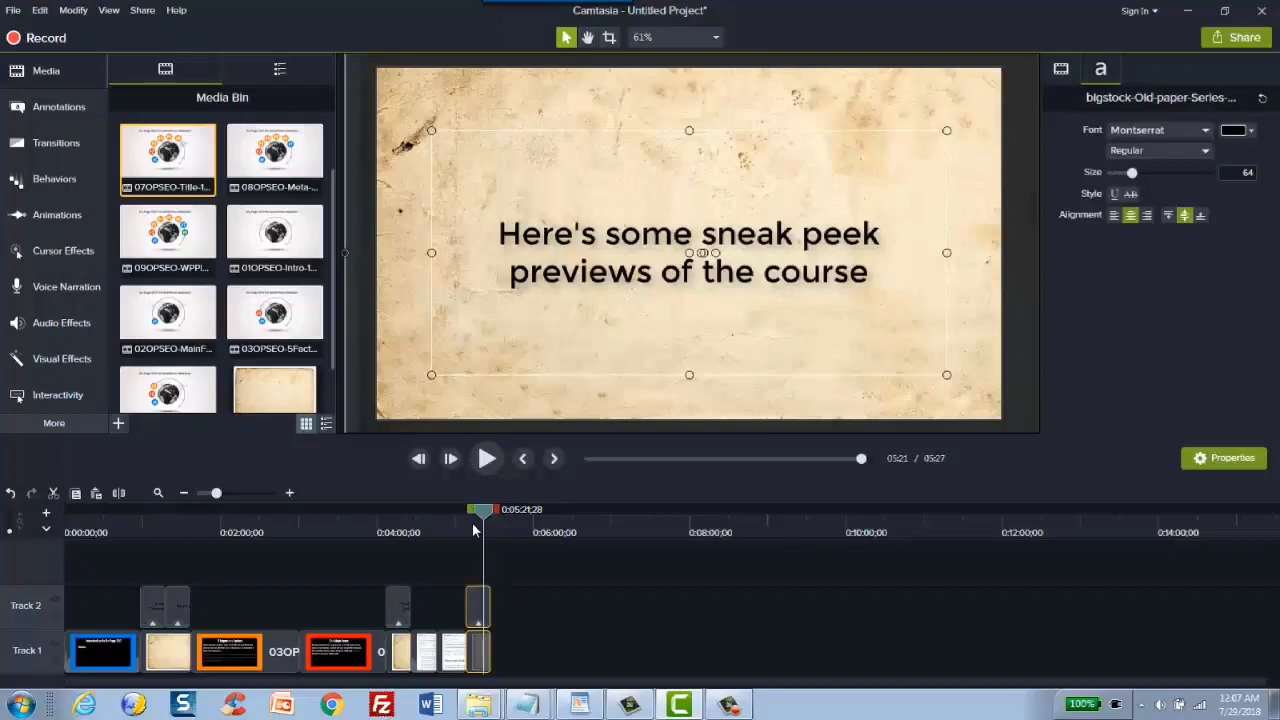 File Edit Modify View Share Help
Camtasia - Untitled Project*
Sign In
Record
61%
Share
Media
Annotations
Transitions
Behaviors
Animations
Cursor Effects
Voice Narration
Audio Effects
Visual Effects
Interactivity
More
Media Bin
07OPSEO-Title-1...
08OPSEO-Meta-...
09OPSEO-WPPl...
01OPSEO-Intro-1...
02OPSEO-MainF...
03OPSEO-5Fact...
Here's some sneak peek
previews of the course
a
bigstock-Old-paper-Series-...
Font Montserrat
Regular
Size 64
Style U AB
Alignment
05:21 / 05:27
Properties
0:05:21;28
0:00:00;00 0:02:00;00 0:04:00;00 0:06:00;00 0:08:00;00 0:10:00;00 0:12:00;00 0:14:00;00
Track 2
Track 1
03OP
0
100%
12:07 AM
7/29/2018